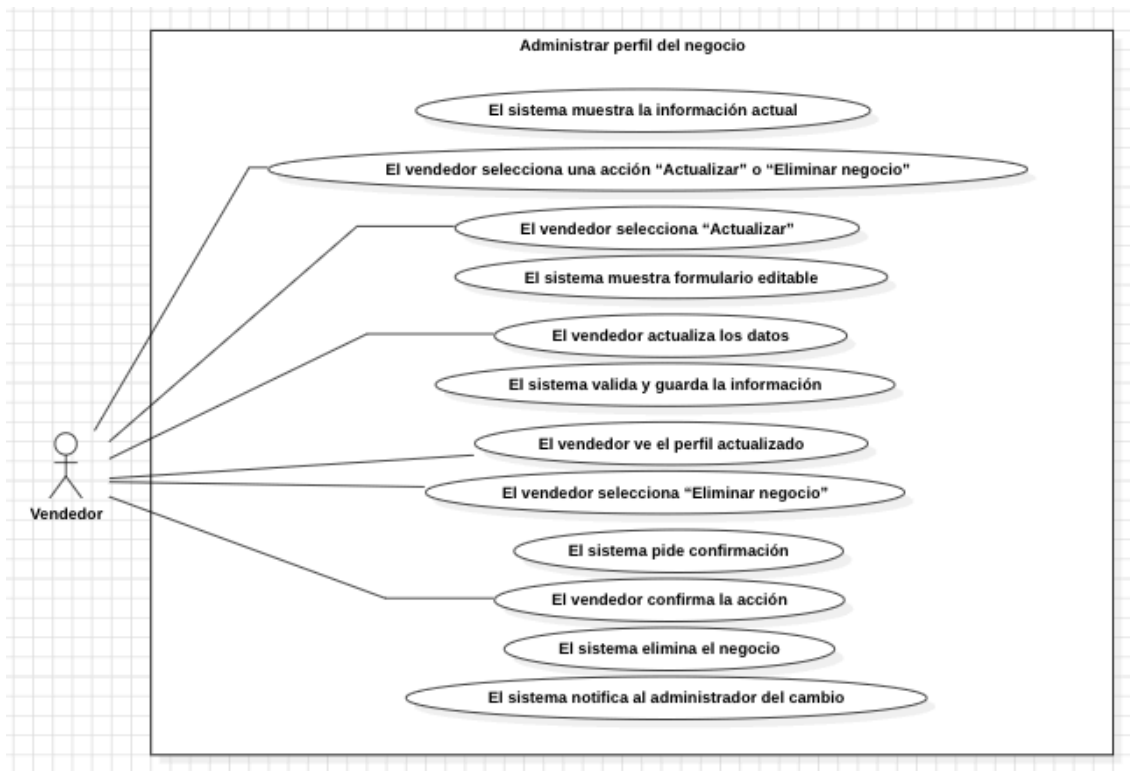 Administrar perfil del negocio
El sistema muestra la información actual
El vendedor selecciona una acción “Actualizar” o “Eliminar negocio”
El vendedor selecciona “Actualizar”
El sistema muestra formulario editable
El vendedor actualiza los datos
El sistema valida y guarda la información
El vendedor ve el perfil actualizado
El vendedor selecciona “Eliminar negocio”
Vendedor
El sistema pide confirmación
El vendedor confirma la acción
El sistema elimina el negocio
El sistema notifica al administrador del cambio